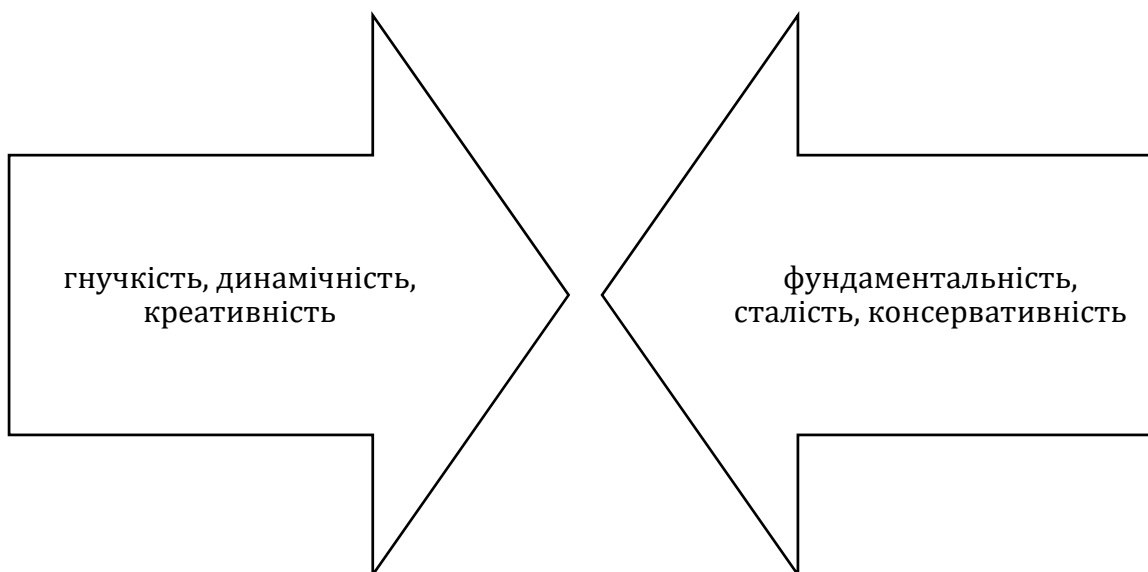 гнучкість, динамічність,
креативність
фундаментальність,
сталість, консервативність